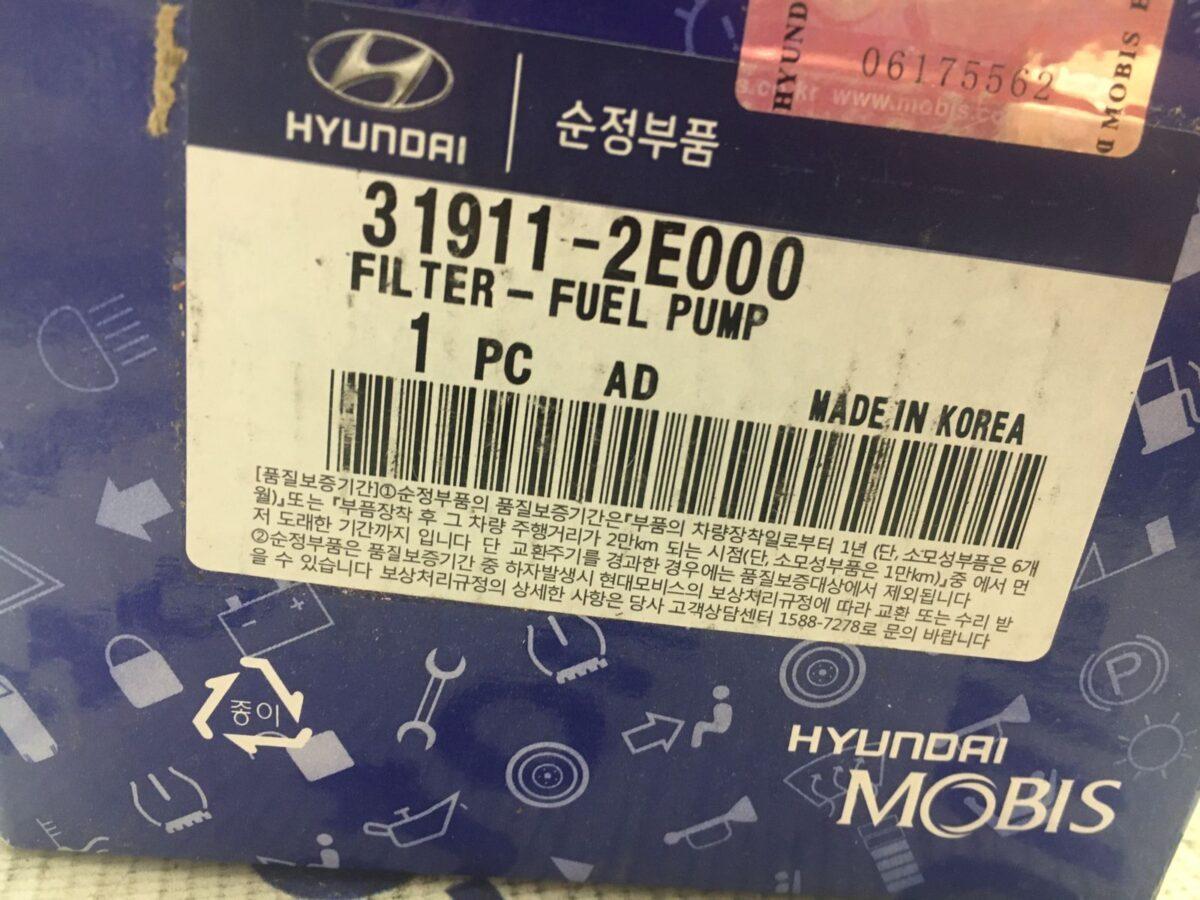 HYUNDAI
순정부품
HYUND
06175562
www.mobis.co
MOBIS
31911-2E000
FILTER - FUEL PUMP
1 PC AD
MADE IN KOREA
[품질보증기간]①순정부품의 품질보증기간은『부품의 차량장착일로부터 1년 (단, 소모성부품은 6개
월)』또는 『부품장착 후 그 차량 주행거리가 2만km 되는 시점(단, 소모성부품은 1만km)』중 에서 먼
저 도래한 기간까지 입니다 단 교환주기를 경과한 경우에는 품질보증대상에서 제외됩니다
②순정부품은 품질보증기간 중 하자발생시 현대모비스의 보상처리규정에 따라 교환 또는 수리 받
을 수 있습니다 보상처리규정의 상세한 사항은 당사 고객상담센터 1588-7278로 문의 바랍니다
종이
P
HYUNDAI
MOBIS